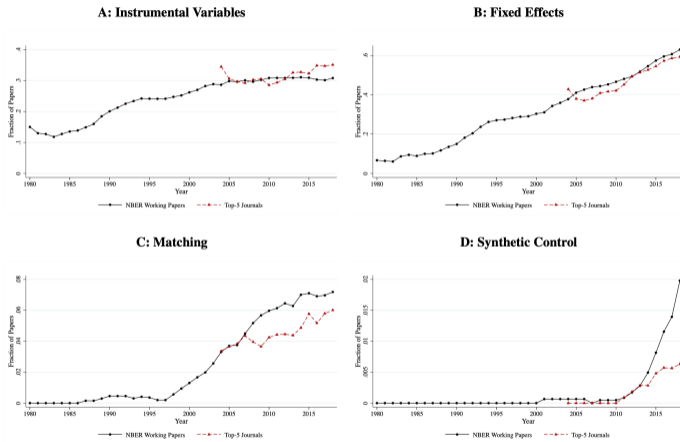 A: Instrumental Variables
Fraction of Papers
.4
.3
.2
.1
0
1980 1985 1990 1995 2000 2005 2010 2015
Year
NBER Working Papers Top-5 Journals
B: Fixed Effects
Fraction of Papers
.6
.4
.2
0
1980 1985 1990 1995 2000 2005 2010 2015
Year
NBER Working Papers Top-5 Journals
C: Matching
Fraction of Papers
.08
.06
.04
.02
0
1980 1985 1990 1995 2000 2005 2010 2015
Year
NBER Working Papers Top-5 Journals
D: Synthetic Control
Fraction of Papers
.02
.015
.01
.005
0
1980 1985 1990 1995 2000 2005 2010 2015
Year
NBER Working Papers Top-5 Journals